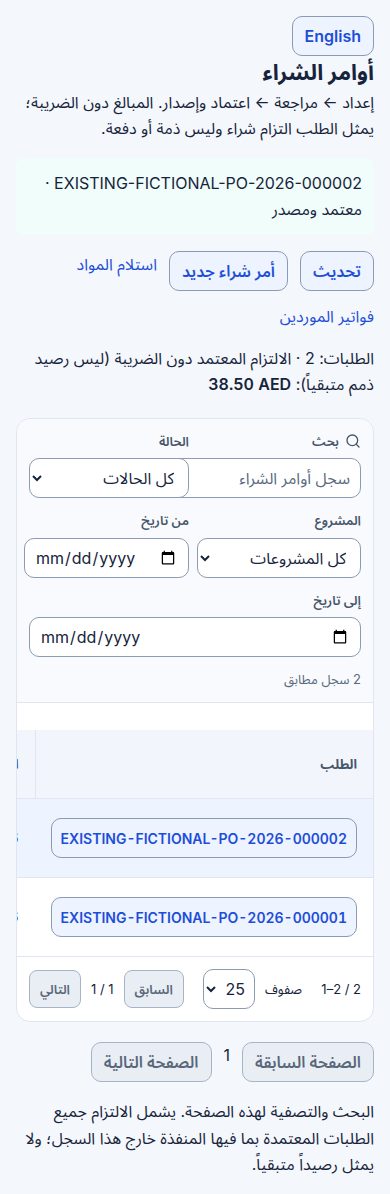 English
أوامر الشراء
إعداد ← مراجعة ← اعتماد وإصدار. المبالغ دون الضريبة؛
يمثل الطلب التزام شراء وليس ذمة أو دفعة.
EXISTING-FICTIONAL-PO-2026-000002 ·
معتمد ومصدر
تحديث
أمر شراء جديد
استلام المواد
فواتير الموردين
الطلبات: 2 · الالتزام المعتمد دون الضريبة (ليس رصيد
ذمم متبقياً): 38.50 AED
بحث
الحالة
سجل أوامر الشراء
كل الحالات
المشروع
من تاريخ
كل المشروعات
mm/dd/yyyy
إلى تاريخ
mm/dd/yyyy
2 سجل مطابق
الطلب
EXISTING-FICTIONAL-PO-2026-000002
EXISTING-FICTIONAL-PO-2026-000001
1–2 / 2
صفوف
25
السابق
1 / 1
التالي
الصفحة السابقة
1
الصفحة التالية
البحث والتصفية لهذه الصفحة. يشمل الالتزام جميع
الطلبات المعتمدة بما فيها المنفذة خارج هذا السجل؛ ولا
يمثل رصيداً متبقياً.